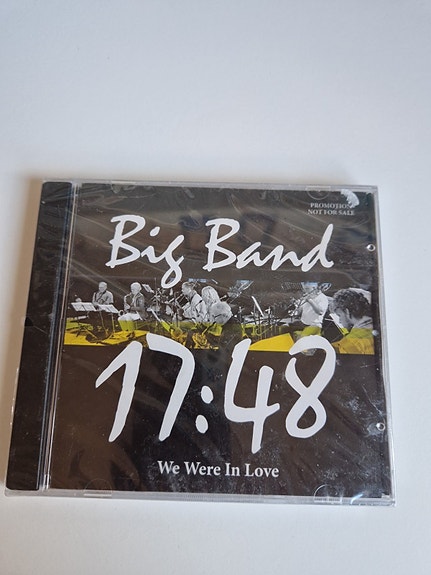 PROMOTION
NOT FOR SALE
Big Band
17:48
We Were In Love